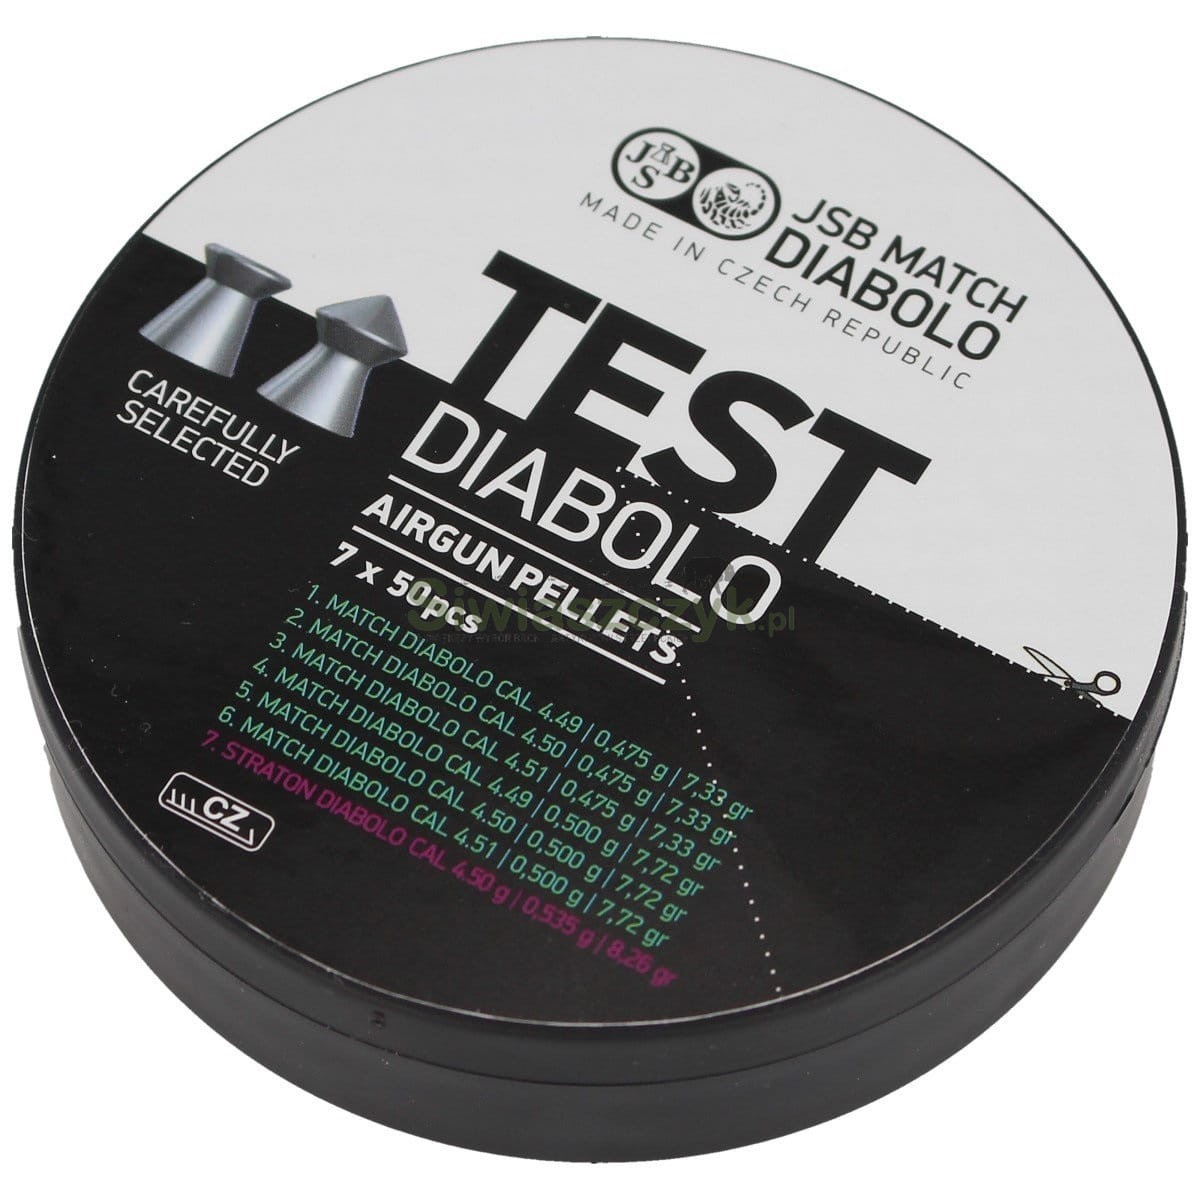 JSB
JSB MATCH
DIABOLO
MADE IN CZECH REPUBLIC
TEST
DIABOLO
AIRGUN PELLETS
7 x 50pcs
CAREFULLY
SELECTED
1. MATCH DIABOLO CAL 4.49 | 0,475 g | 7,33 gr
2. MATCH DIABOLO CAL 4.50 | 0,475 g | 7,33 gr
3. MATCH DIABOLO CAL 4.51 | 0,475 g | 7,33 gr
4. MATCH DIABOLO CAL 4.49 | 0,500 g | 7,72 gr
5. MATCH DIABOLO CAL 4.50 | 0,500 g | 7,72 gr
6. MATCH DIABOLO CAL 4.51 | 0,500 g | 7,72 gr
7. STRATON DIABOLO CAL 4.50 g | 0,535 g | 8,26 gr
CZ
Siwiaszczyk.pl